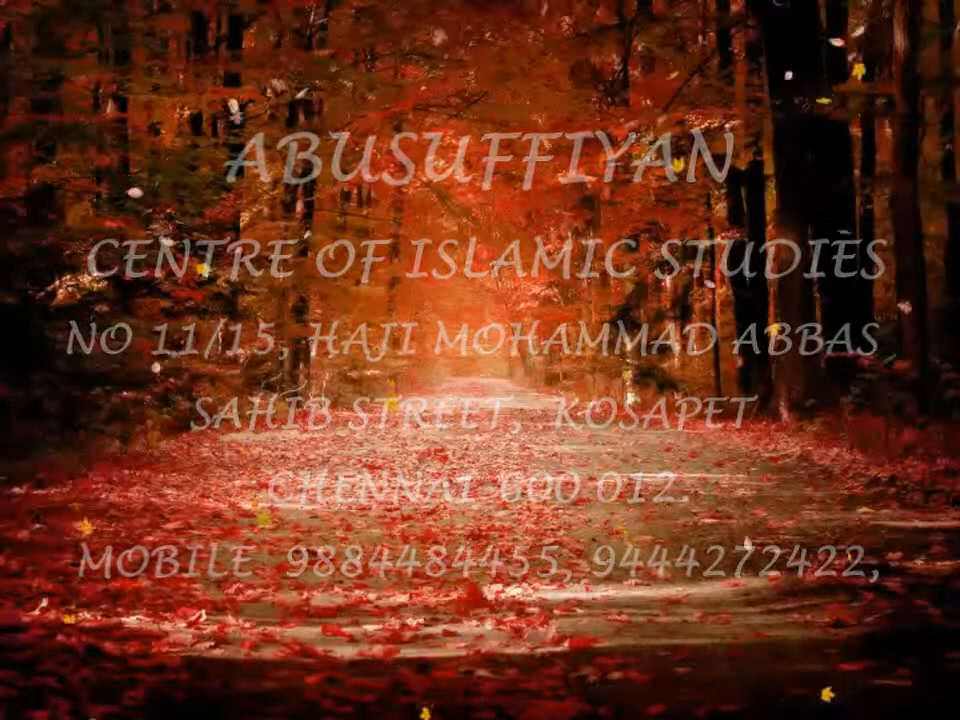 ABUSUFFIYAN
CENTRE OF ISLAMIC STUDIES
NO 11/15, HAJI MOHAMMAD ABBAS
SAHIB STREET, KOSAPET
CHENNAI-600 012.
MOBILE 9884484455, 9444272422,